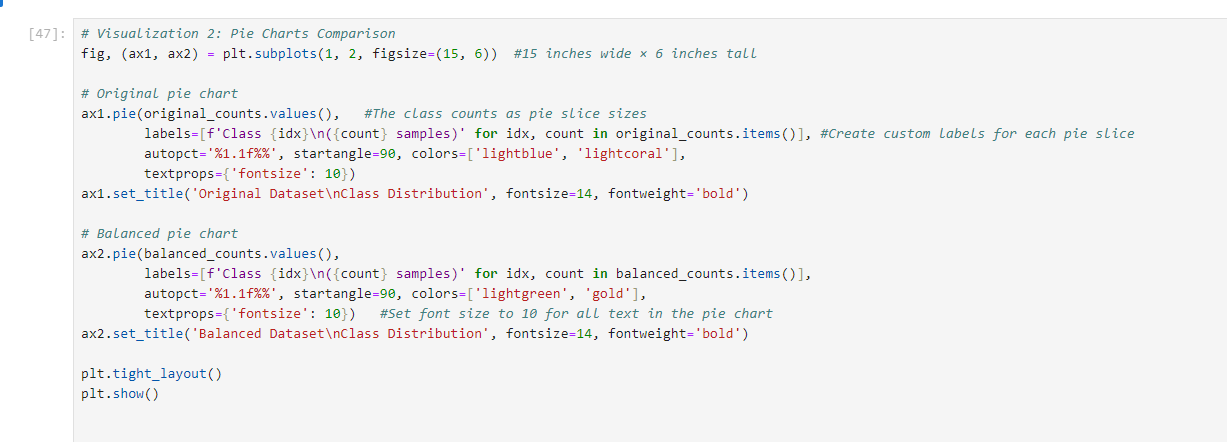 [47]: # Visualization 2: Pie Charts Comparison
fig, (ax1, ax2) = plt.subplots(1, 2, figsize=(15, 6))  #15 inches wide × 6 inches tall

# Original pie chart
ax1.pie(original_counts.values(),   #The class counts as pie slice sizes
        labels=[f'Class {idx}\n({count} samples)' for idx, count in original_counts.items()], #Create custom labels for each pie slice
        autopct='%1.1f%%', startangle=90, colors=['lightblue', 'lightcoral'],
        textprops={'fontsize': 10})
ax1.set_title('Original Dataset\nClass Distribution', fontsize=14, fontweight='bold')

# Balanced pie chart
ax2.pie(balanced_counts.values(),
        labels=[f'Class {idx}\n({count} samples)' for idx, count in balanced_counts.items()],
        autopct='%1.1f%%', startangle=90, colors=['lightgreen', 'gold'],
        textprops={'fontsize': 10})   #Set font size to 10 for all text in the pie chart
ax2.set_title('Balanced Dataset\nClass Distribution', fontsize=14, fontweight='bold')

plt.tight_layout()
plt.show()